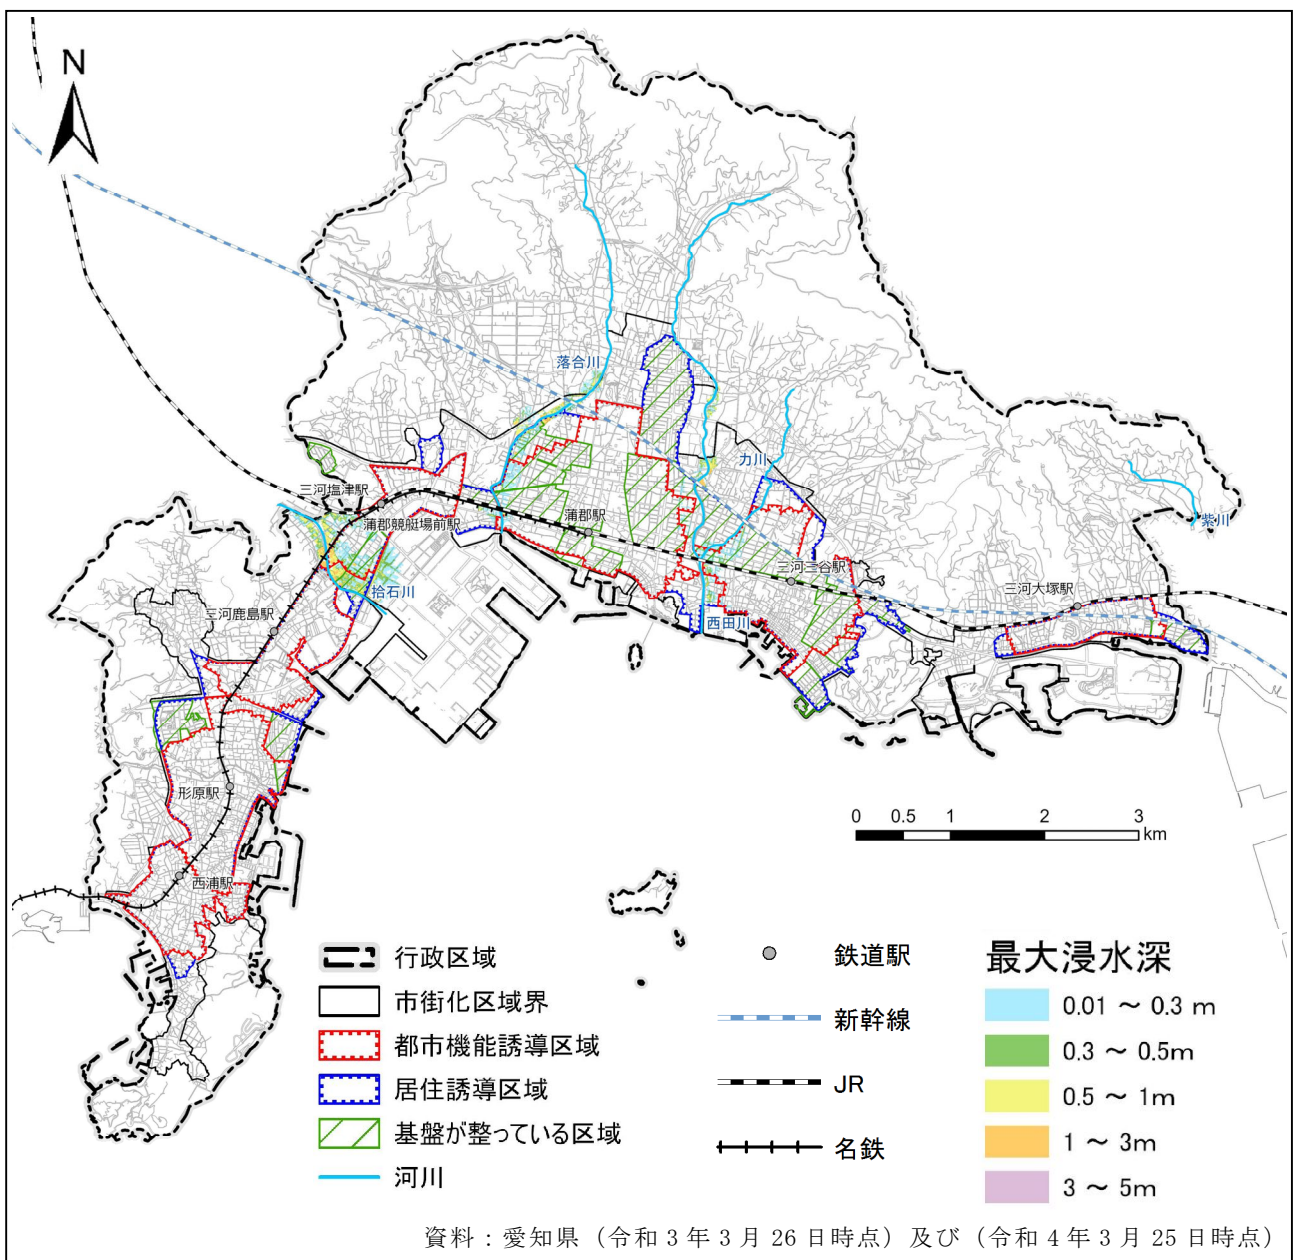 N
落合川
力川
三河塩津駅
蒲郡競艇場前駅
蒲郡駅
紫川
三河三谷駅
三河大塚駅
拾石川
三河鹿島駅
西田川
形原駅
西浦駅
0 0.5 1 2 3
km
行政区域
市街化区域界
都市機能誘導区域
居住誘導区域
基盤が整っている区域
河川
鉄道駅
新幹線
JR
名鉄
最大浸水深
0.01 ～ 0.3 m
0.3 ～ 0.5m
0.5 ～ 1m
1 ～ 3m
3 ～ 5m
資料：愛知県（令和3年3月26日時点）及び（令和4年3月25日時点）